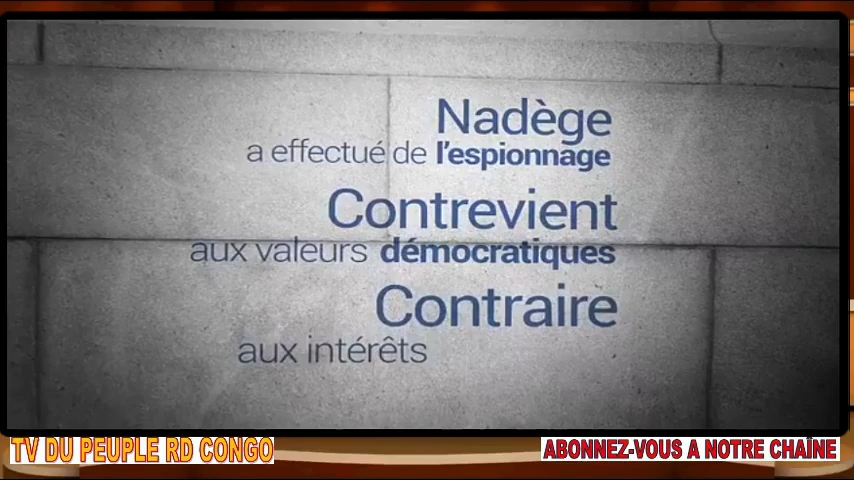 Nadège
a effectué de l'espionnage
Contrevient
aux valeurs démocratiques
Contraire
aux intérêts
TV DU PEUPLE RD CONGO
ABONNEZ-VOUS A NOTRE CHAÎNE